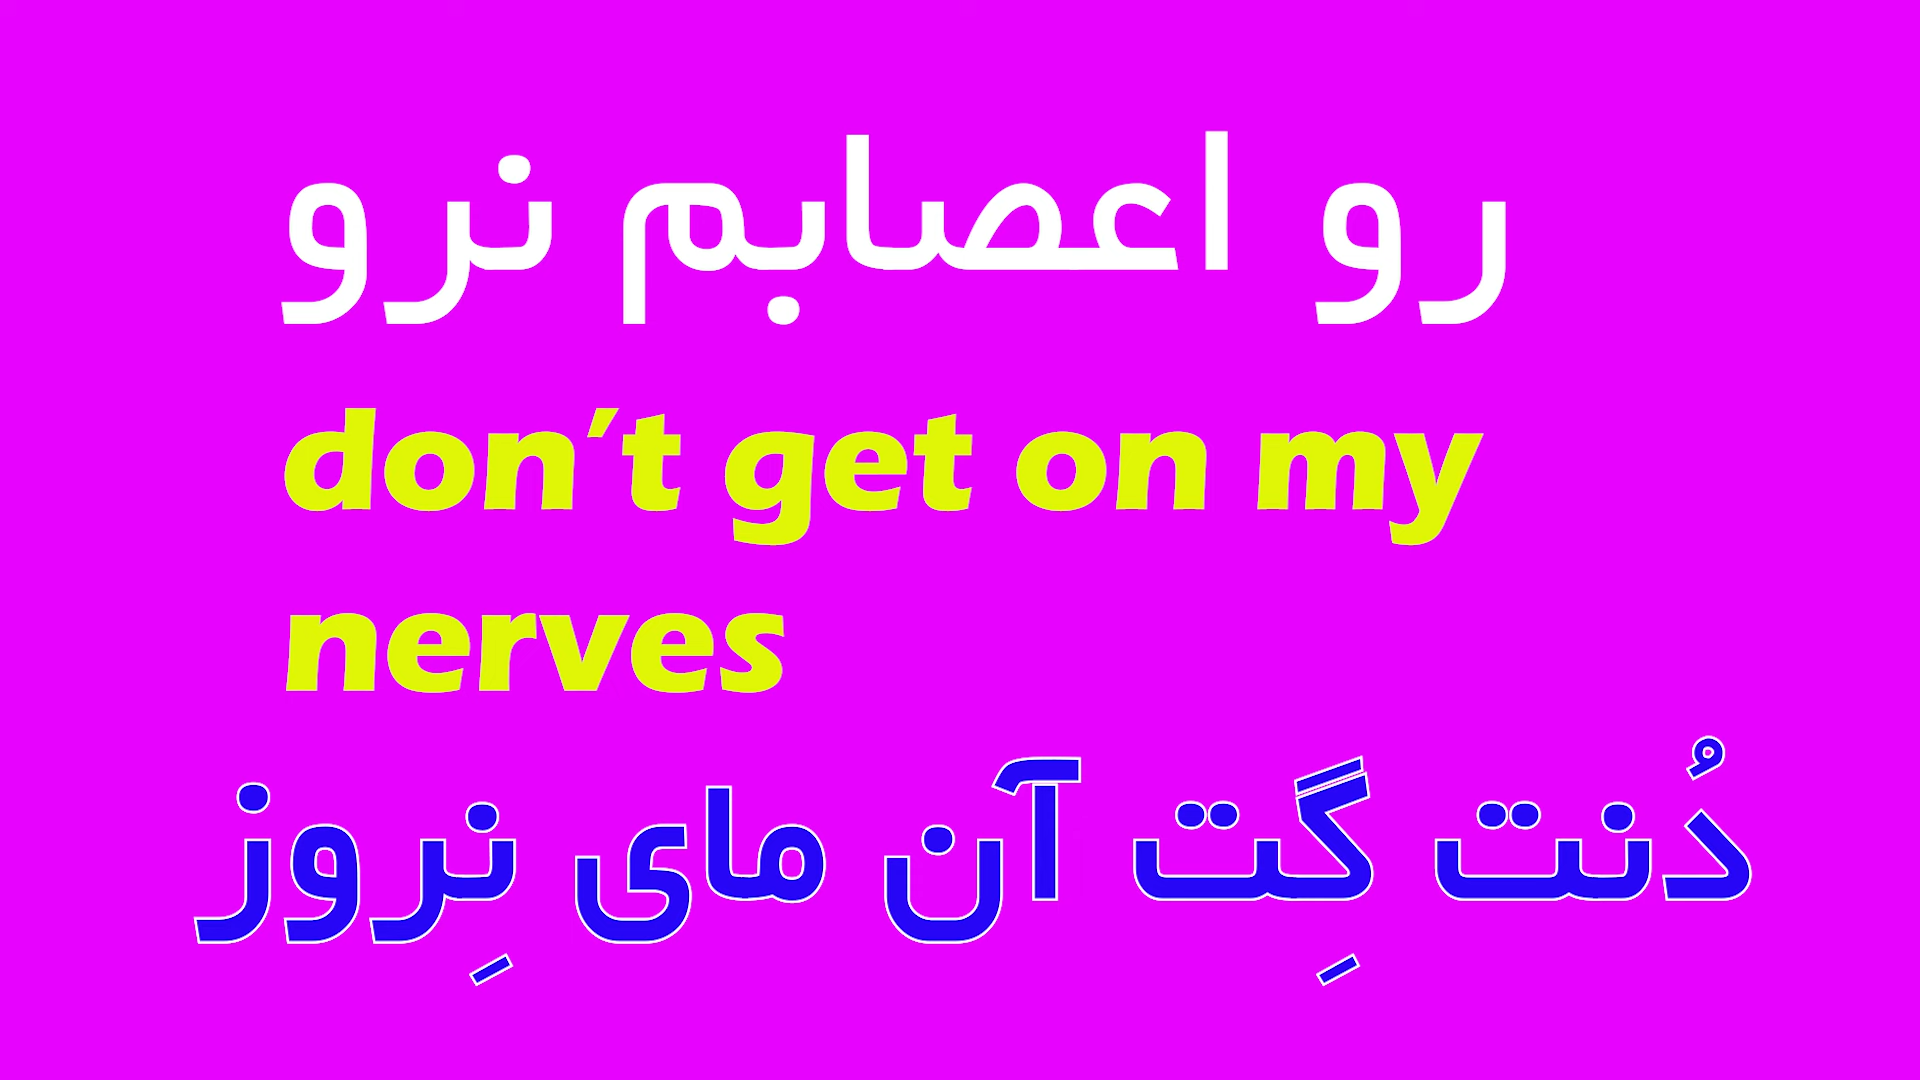 رو اعصابم نرو
don't get on my
nerves
دُنت گِت آن مای نِروز